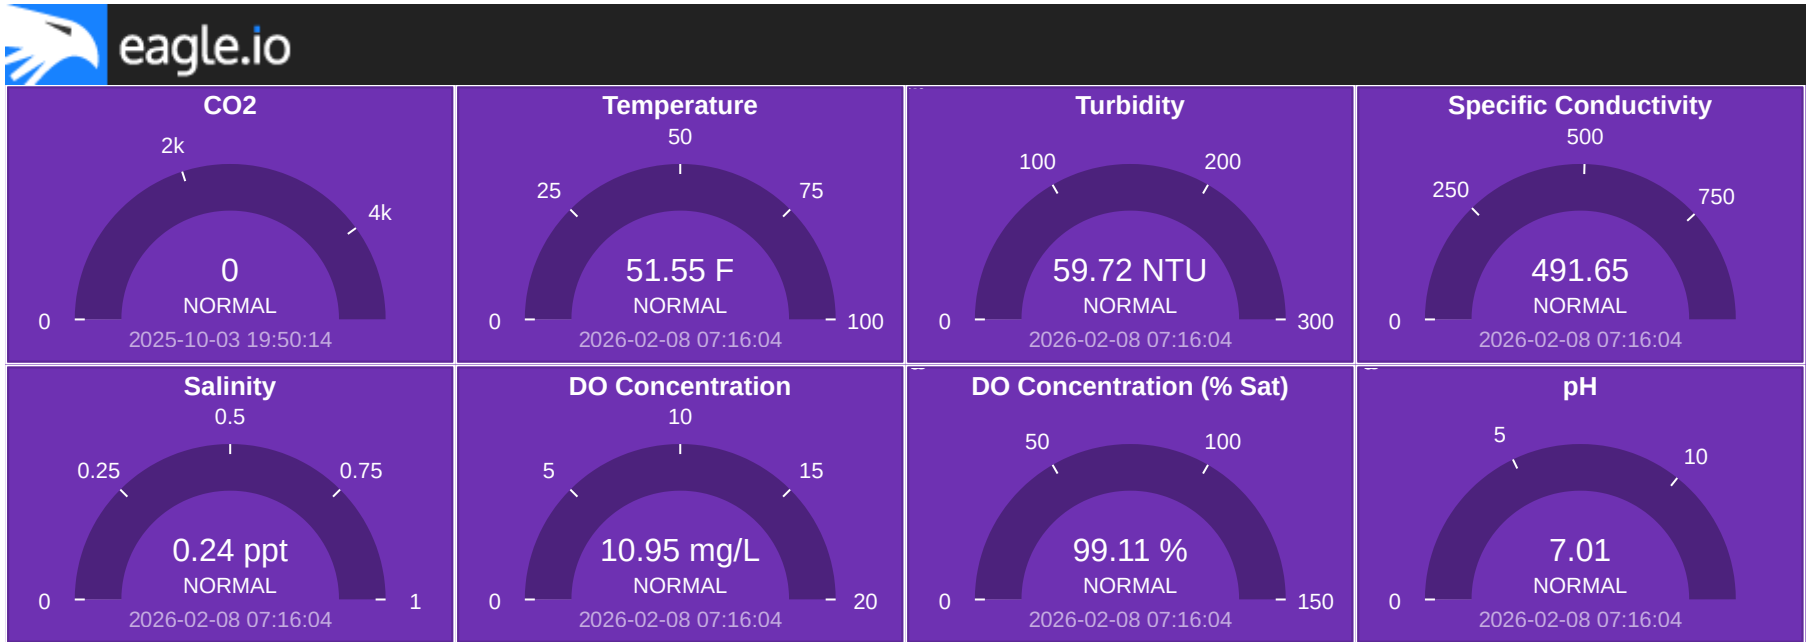 eagle.io
CO2
2k
4k
0
0
NORMAL
2025-10-03 19:50:14
Temperature
50
25
75
51.55 F
NORMAL
0
100
2026-02-08 07:16:04
Turbidity
100
200
59.72 NTU
NORMAL
0
300
2026-02-08 07:16:04
Specific Conductivity
500
250
750
491.65
NORMAL
0
2026-02-08 07:16:04
Salinity
0.5
0.25
0.75
0.24 ppt
NORMAL
0
1
2026-02-08 07:16:04
DO Concentration
10
5
15
10.95 mg/L
NORMAL
0
20
2026-02-08 07:16:04
DO Concentration (% Sat)
50
100
99.11 %
NORMAL
0
150
2026-02-08 07:16:04
pH
5
10
7.01
NORMAL
0
2026-02-08 07:16:04